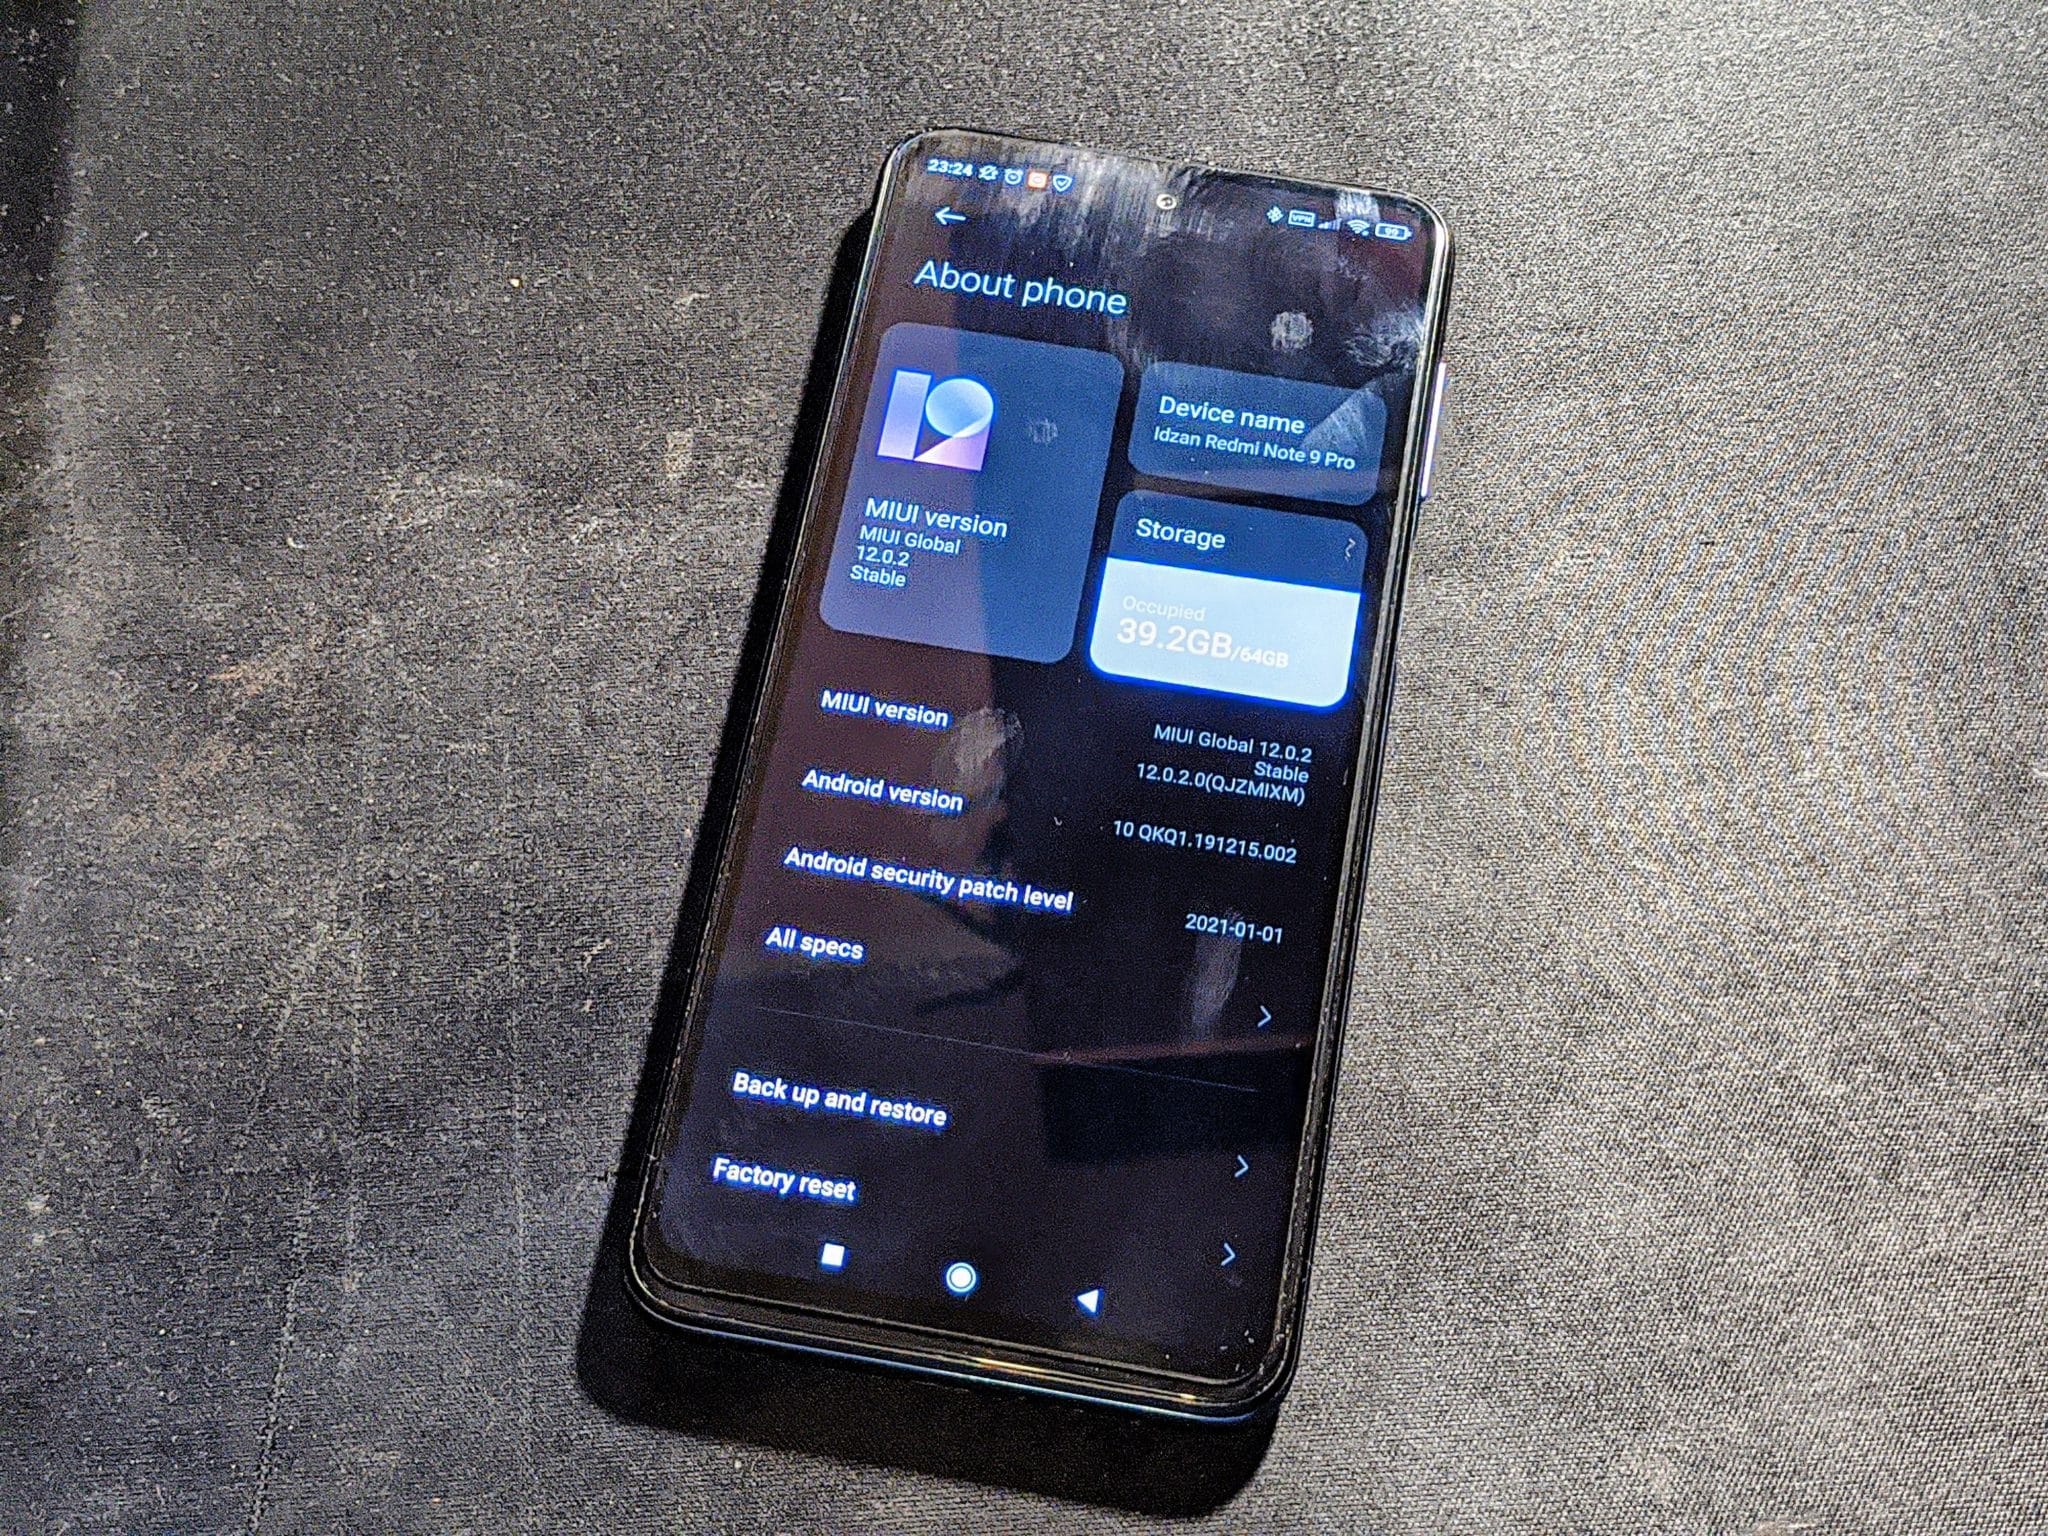 23:24
VPN
99
About phone
12
MIUI version
MIUI Global
12.0.2
Stable
Device name
Idzan Redmi Note 9 Pro
Storage
Occupied
39.2GB/64GB
MIUI version
MIUI Global 12.0.2
Stable
12.0.2.0(QJZMIXM)
Android version
10 QKQ1.191215.002
Android security patch level
2021-01-01
All specs
Back up and restore
Factory reset